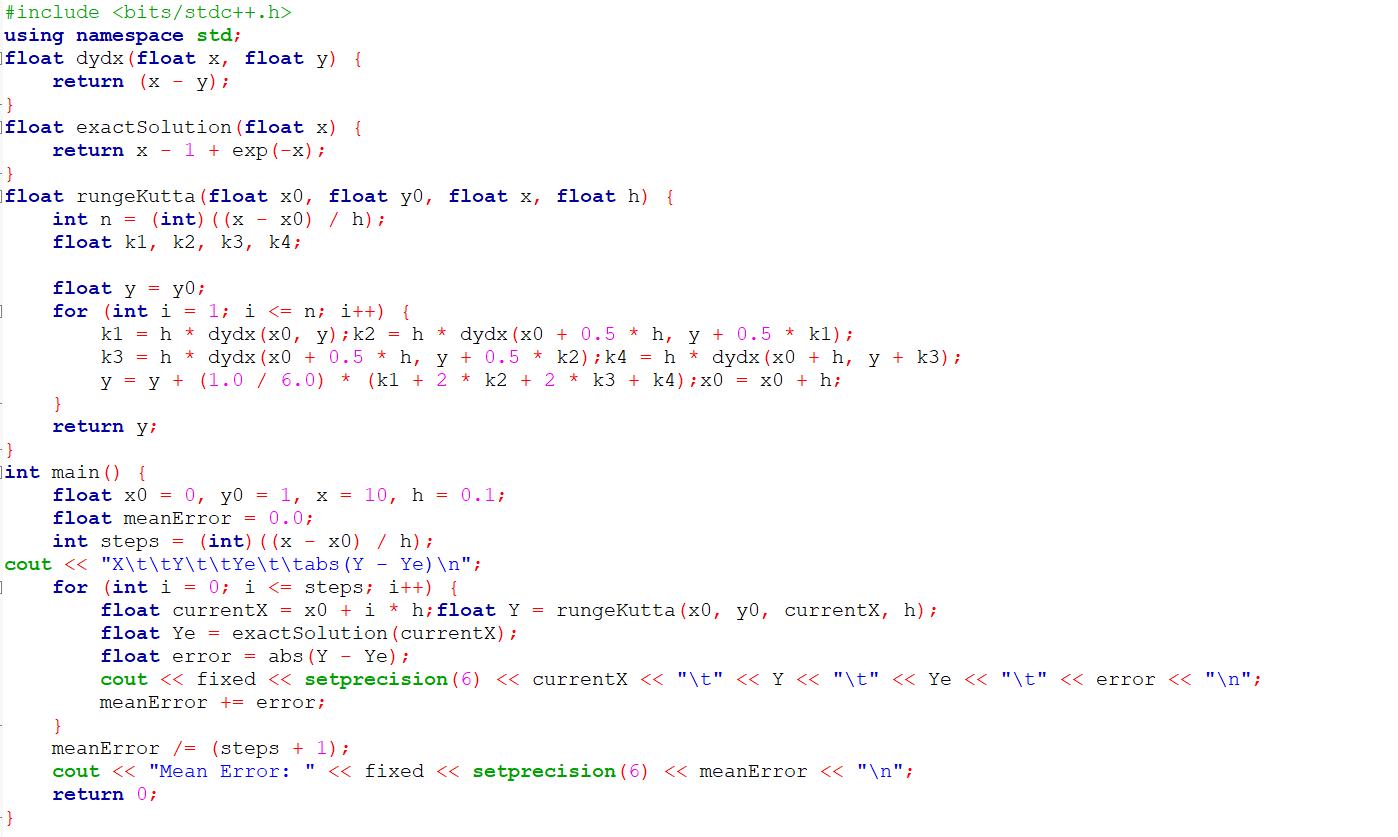 #include <bits/stdc++.h>
using namespace std;
float dydx(float x, float y) {
    return (x - y);
}
float exactSolution(float x) {
    return x - 1 + exp(-x);
}
float rungeKutta(float x0, float y0, float x, float h) {
    int n = (int)((x - x0) / h);
    float k1, k2, k3, k4;

    float y = y0;
    for (int i = 1; i <= n; i++) {
        k1 = h * dydx(x0, y);k2 = h * dydx(x0 + 0.5 * h, y + 0.5 * k1);
        k3 = h * dydx(x0 + 0.5 * h, y + 0.5 * k2);k4 = h * dydx(x0 + h, y + k3);
        y = y + (1.0 / 6.0) * (k1 + 2 * k2 + 2 * k3 + k4);x0 = x0 + h;
    }
    return y;
}
int main() {
    float x0 = 0, y0 = 1, x = 10, h = 0.1;
    float meanError = 0.0;
    int steps = (int)((x - x0) / h);
cout << "X\t\tY\t\tYe\t\tabs(Y - Ye)\n";
    for (int i = 0; i <= steps; i++) {
        float currentX = x0 + i * h;float Y = rungeKutta(x0, y0, currentX, h);
        float Ye = exactSolution(currentX);
        float error = abs(Y - Ye);
        cout << fixed << setprecision(6) << currentX << "\t" << Y << "\t" << Ye << "\t" << error << "\n";
        meanError += error;
    }
    meanError /= (steps + 1);
    cout << "Mean Error: " << fixed << setprecision(6) << meanError << "\n";
    return 0;
}